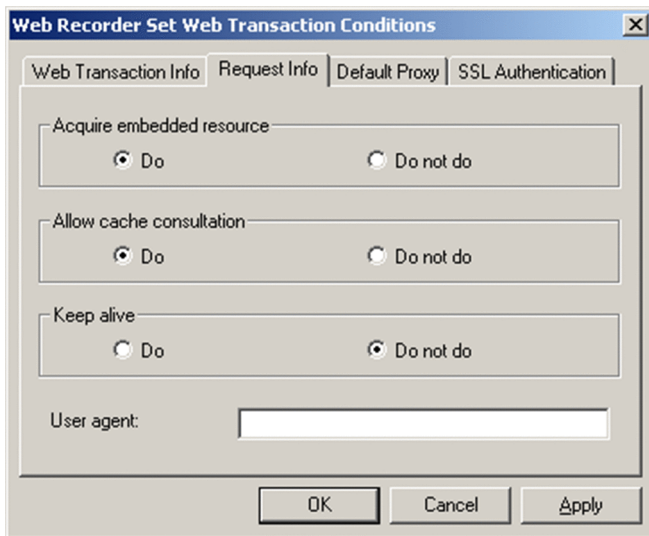 Web Recorder Set Web Transaction Conditions
Web Transaction Info Request Info Default Proxy SSL Authentication
Acquire embedded resource
Do Do not do
Allow cache consultation
Do Do not do
Keep alive
Do Do not do
User agent:
OK Cancel Apply